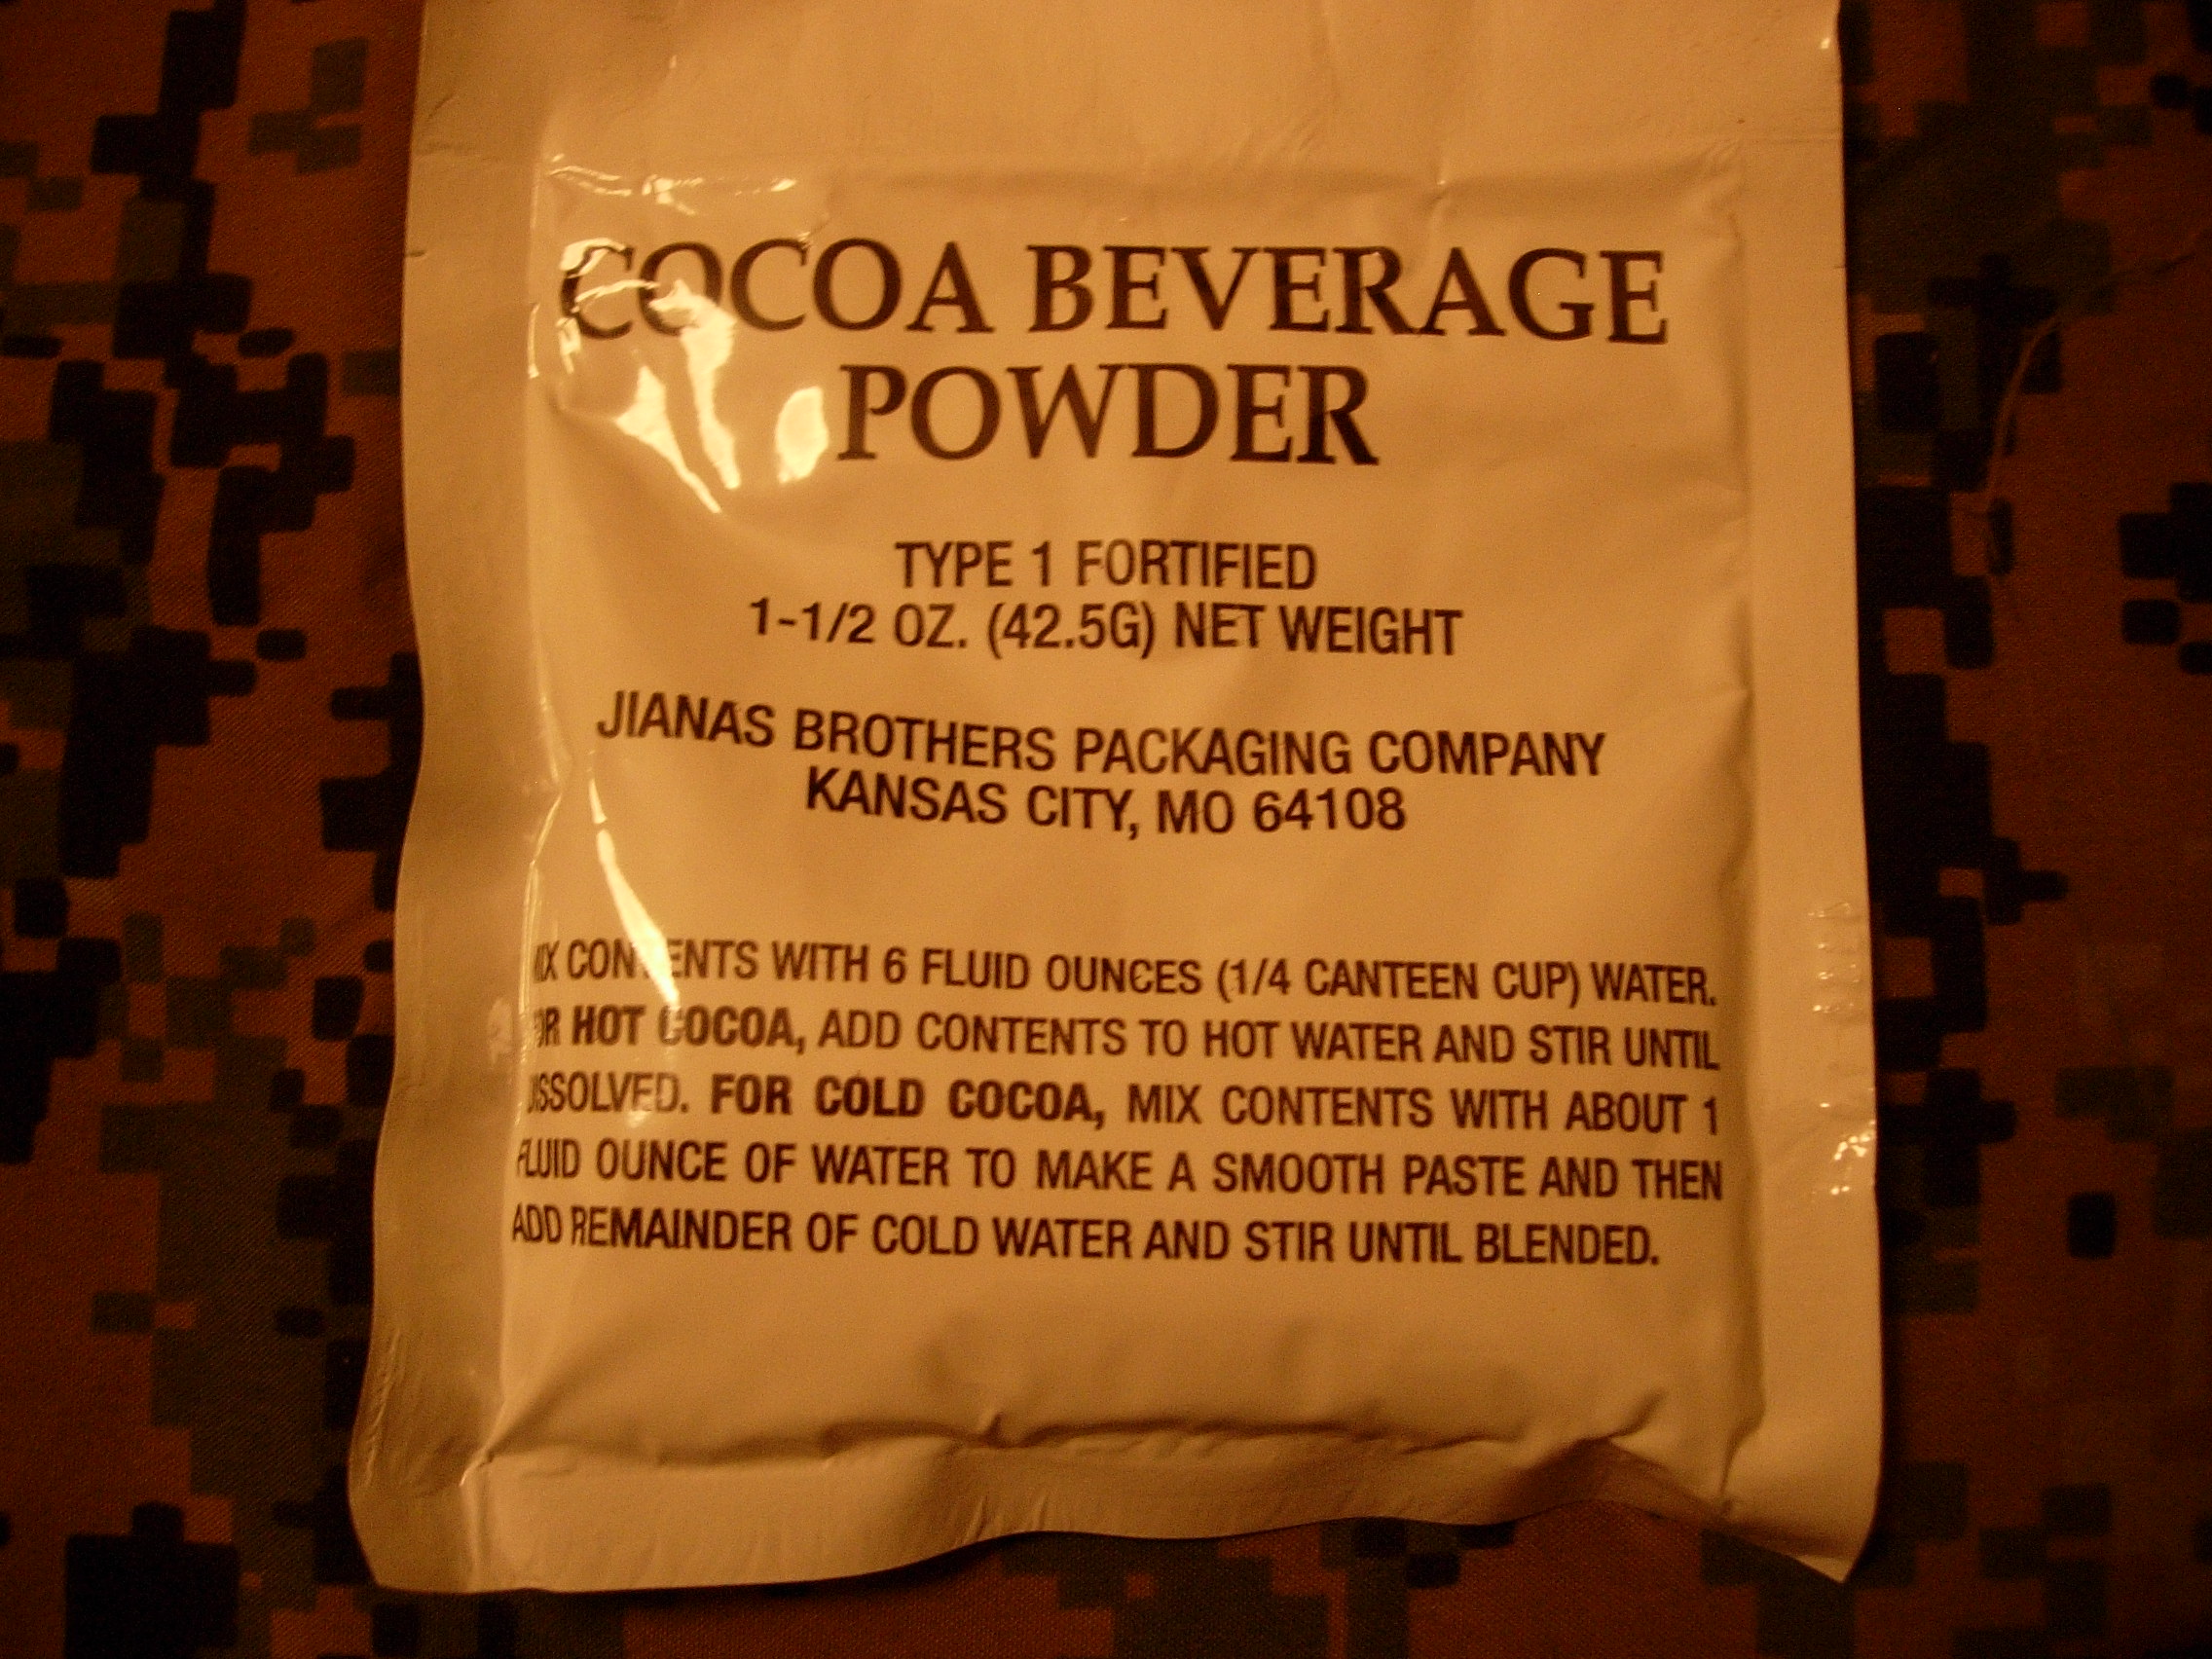 COCOA BEVERAGE
POWDER
TYPE 1 FORTIFIED
1-1/2 OZ. (42.5G) NET WEIGHT
JIANAS BROTHERS PACKAGING COMPANY
KANSAS CITY, MO 64108
MIX CONTENTS WITH 6 FLUID OUNCES (1/4 CANTEEN CUP) WATER.
FOR HOT COCOA, ADD CONTENTS TO HOT WATER AND STIR UNTIL
DISSOLVED. FOR COLD COCOA, MIX CONTENTS WITH ABOUT 1
FLUID OUNCE OF WATER TO MAKE A SMOOTH PASTE AND THEN
ADD REMAINDER OF COLD WATER AND STIR UNTIL BLENDED.